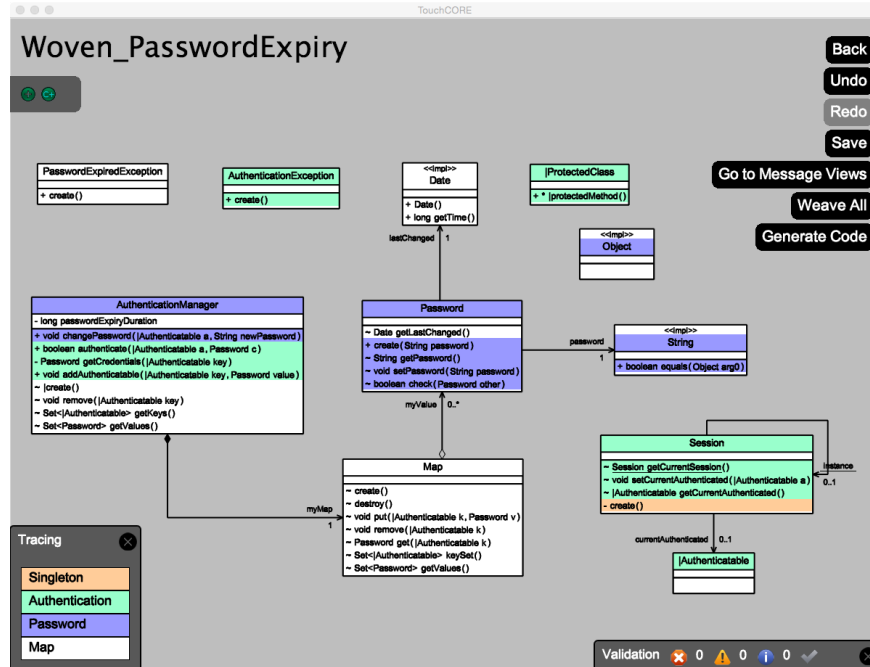 TouchCORE
Woven_PasswordExpiry
Back
Undo
Redo
Save
Go to Message Views
Weave All
Generate Code
PasswordExpiredException
+ create()
AuthenticationException
+ create()
<<impl>>
Date
+ Date()
+ long getTime()
|ProtectedClass
+ * |protectedMethod()
<<impl>>
Object
lastChanged 1
AuthenticationManager
- long passwordExpiryDuration
+ void changePassword(|Authenticatable a, String newPassword)
+ boolean authenticate(|Authenticatable a, Password c)
- Password getCredentials(|Authenticatable key)
+ void addAuthenticatable(|Authenticatable key, Password value)
~ |create()
~ void remove(|Authenticatable key)
~ Set<|Authenticatable> getKeys()
~ Set<Password> getValues()
Password
~ Date getLastChanged()
+ create(String password)
~ String getPassword()
~ void setPassword(String password)
~ boolean check(Password other)
password
1
<<impl>>
String
+ boolean equals(Object arg0)
myValue 0..*
Map
~ create()
~ destroy()
~ void put(|Authenticatable k, Password v)
~ void remove(|Authenticatable k)
~ Password get(|Authenticatable k)
~ Set<|Authenticatable> keySet()
~ Set<Password> getValues()
myMap
1
Session
~ Session getCurrentSession()
~ void setCurrentAuthenticated(|Authenticatable a)
~ |Authenticatable getCurrentAuthenticated()
- create()
instance
0..1
currentAuthenticated 0..1
|Authenticatable
Tracing
Singleton
Authentication
Password
Map
Validation 0 0 0